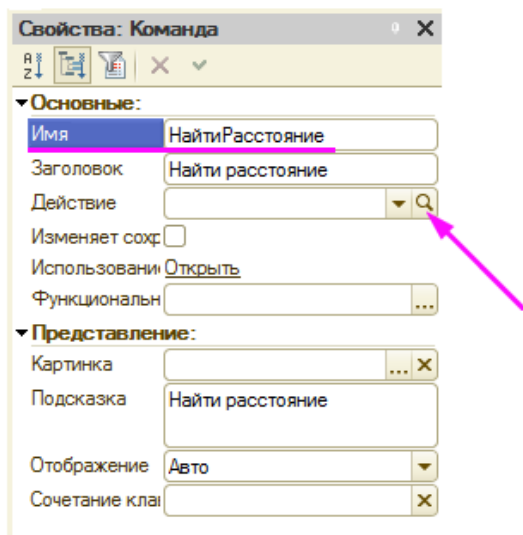 Свойства: Команда
Основные:
Имя НайтиРасстояние
Заголовок Найти расстояние
Действие
Изменяет сохр
Использовани Открыть
Функциональн ...
Представление:
Картинка ...
Подсказка Найти расстояние
Отображение Авто
Сочетание клав